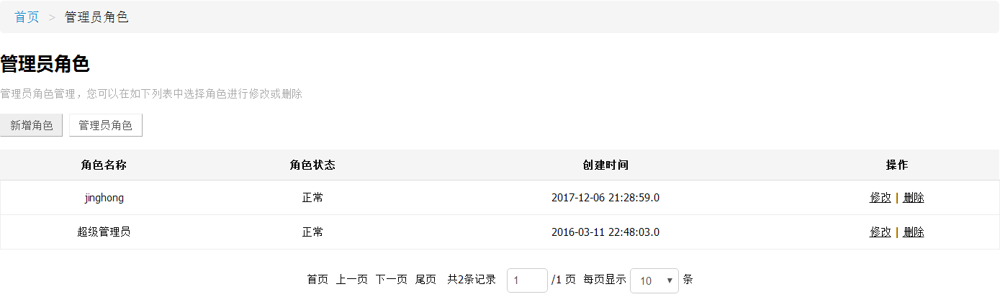 首页 > 管理员角色
管理员角色
管理员角色管理，您可以在如下列表中选择角色进行修改或删除
新增角色 管理员角色
角色名称 角色状态 创建时间 操作
jinghong 正常 2017-12-06 21:28:59.0 修改 | 删除
超级管理员 正常 2016-03-11 22:48:03.0 修改 | 删除
首页 上一页 下一页 尾页 共2条记录 1 /1 页 每页显示 10 ▼ 条